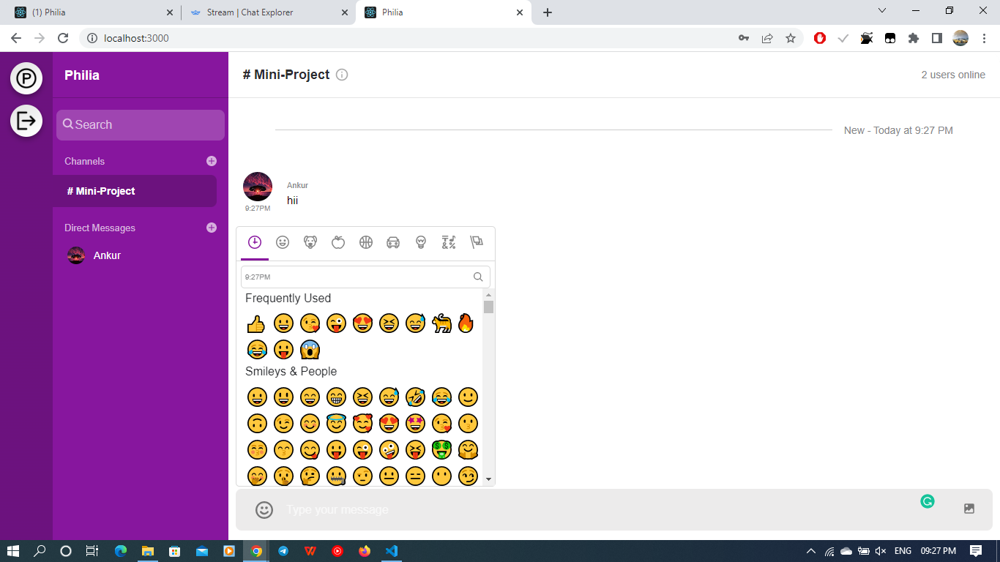 (1) Philia
Stream | Chat Explorer
Philia
localhost:3000
Philia
# Mini-Project
2 users online
Search
New - Today at 9:27 PM
Channels
# Mini-Project
Ankur
hii
9:27PM
Direct Messages
Ankur
9:27PM
Frequently Used
Smileys & People
Type your message
ENG
09:27 PM